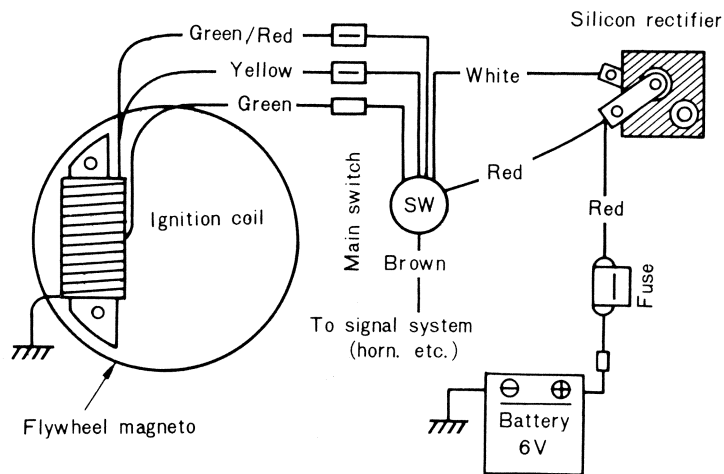 Silicon rectifier
Green/Red
Yellow
White
Green
Red
SW
Ignition coil
Main switch
Red
Brown
Fuse
To signal system
(horn. etc.)
Flywheel magneto
Battery
6V